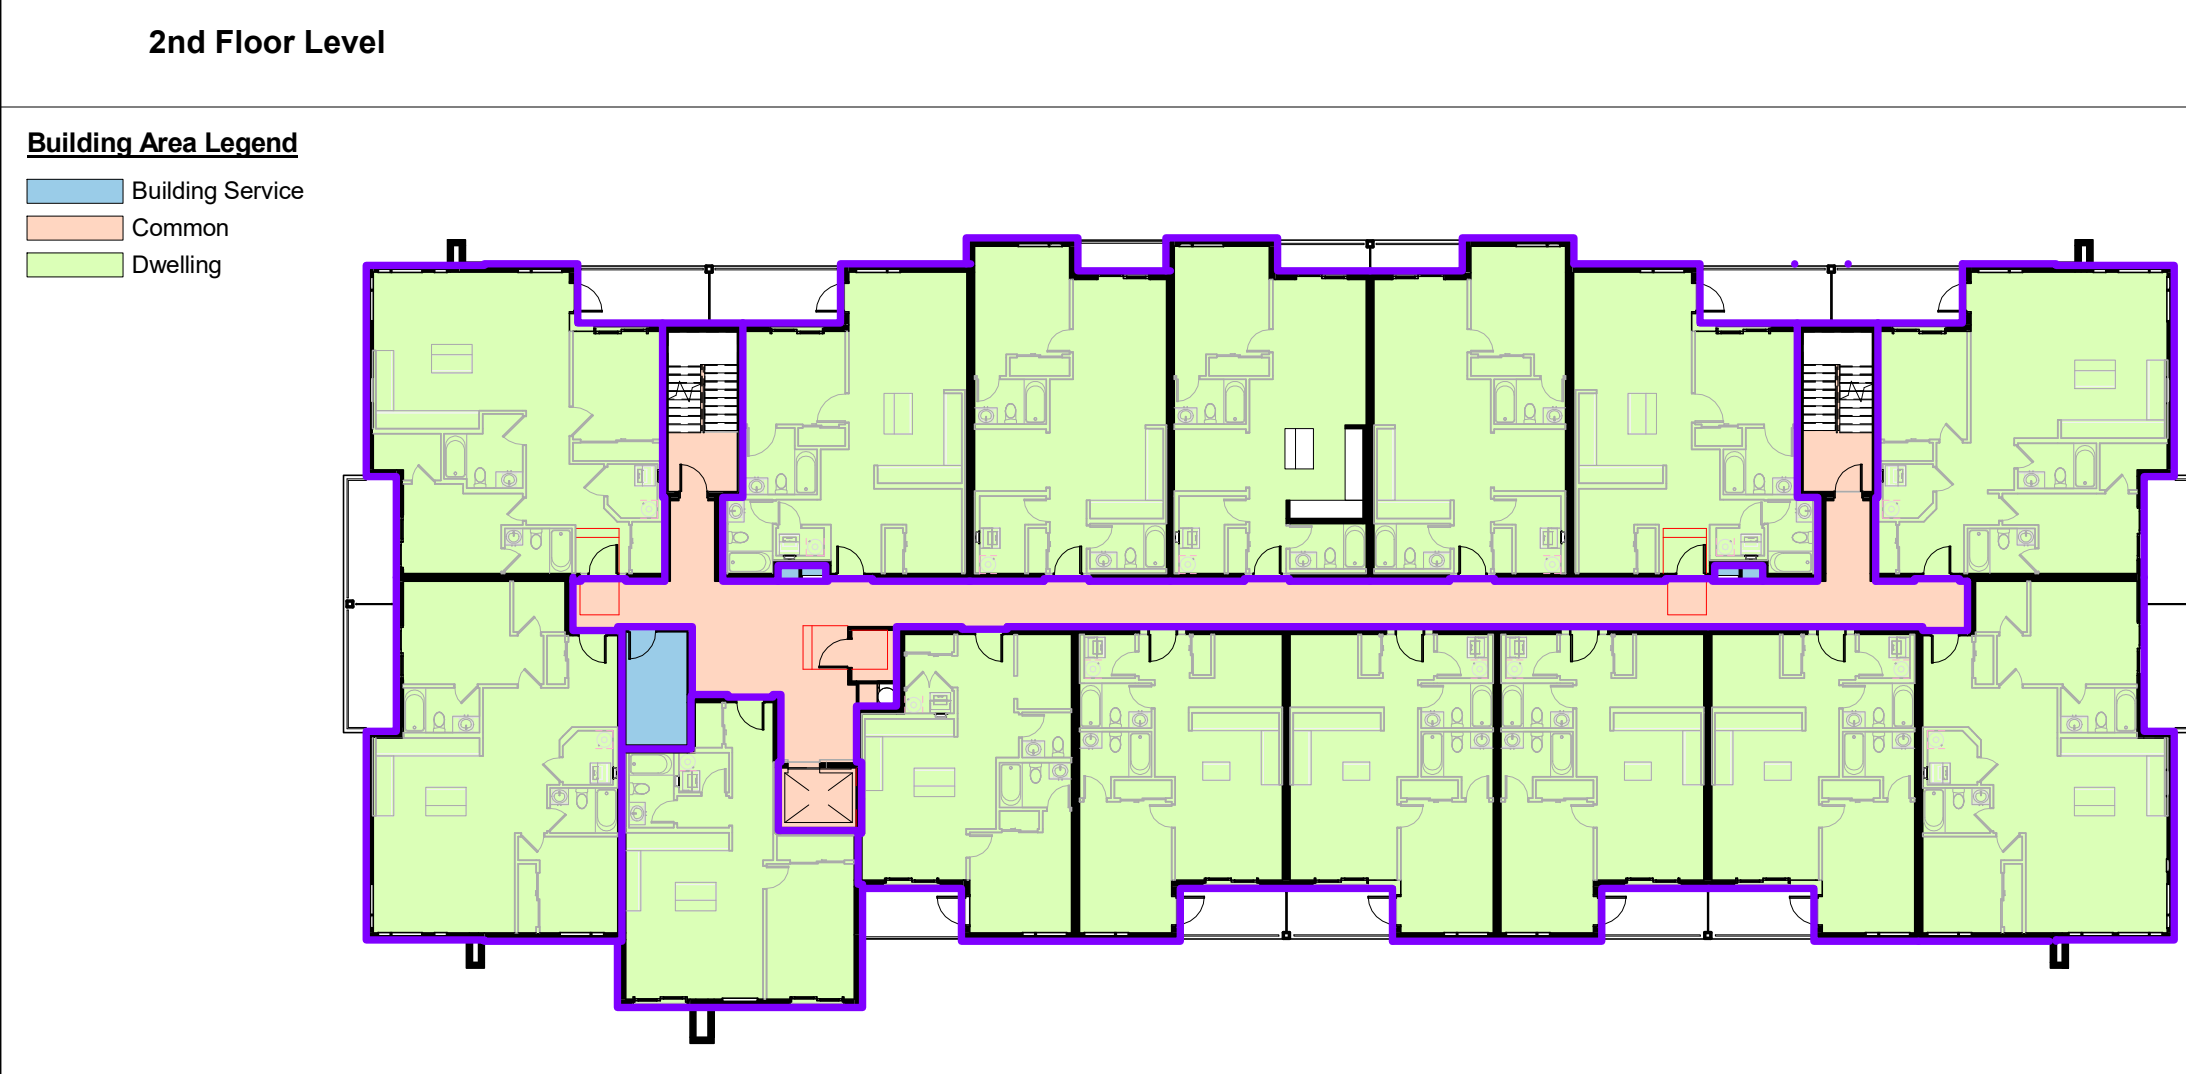 2nd Floor Level
Building Area Legend
Building Service
Common
Dwelling